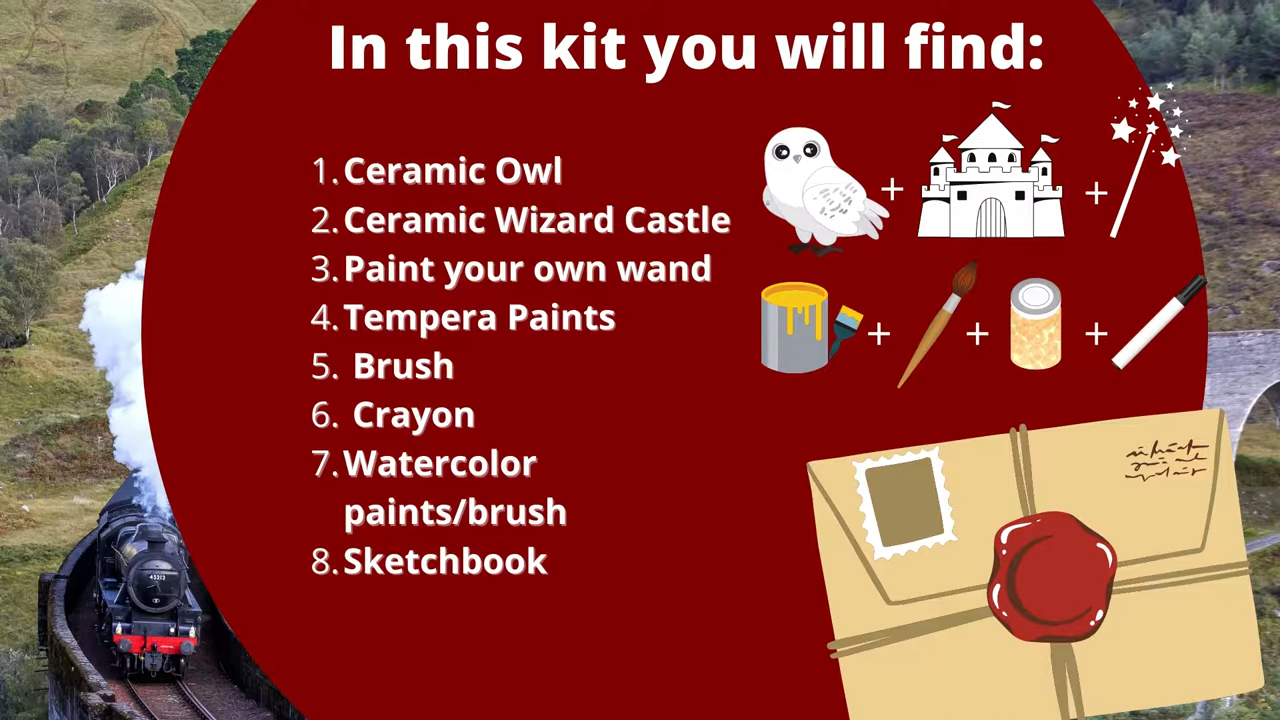 In this kit you will find:
1. Ceramic Owl
2. Ceramic Wizard Castle
3. Paint your own wand
4. Tempera Paints
5. Brush
6. Crayon
7. Watercolor
paints/brush
8. Sketchbook
45212